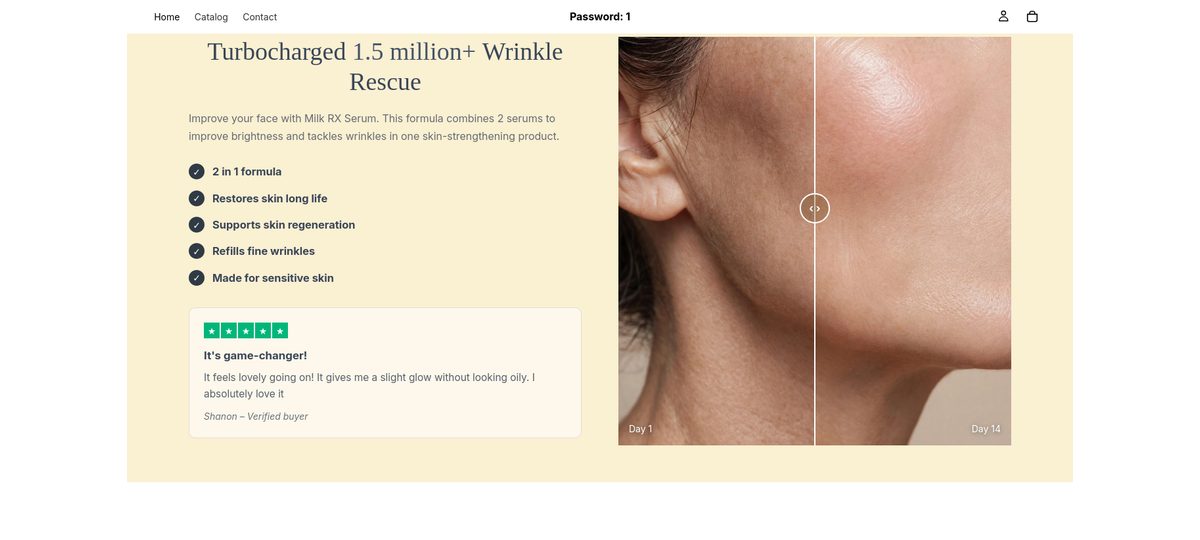 Home
Catalog
Contact
Password: 1
Turbocharged 1.5 million+ Wrinkle
Rescue
Improve your face with Milk RX Serum. This formula combines 2 serums to
improve brightness and tackles wrinkles in one skin-strengthening product.
2 in 1 formula
Restores skin long life
Supports skin regeneration
Refills fine wrinkles
Made for sensitive skin
It's game-changer!
It feels lovely going on! It gives me a slight glow without looking oily. I
absolutely love it
Shanon – Verified buyer
Day 1
Day 14